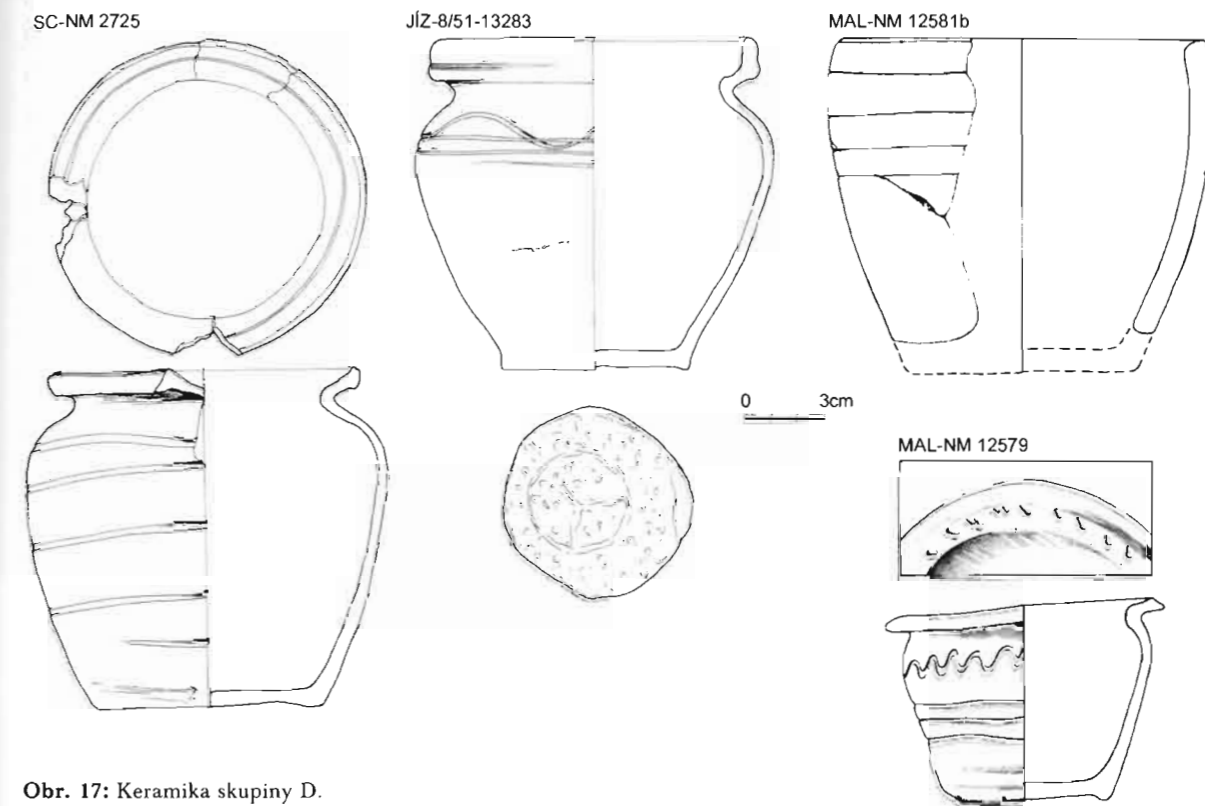 SC-NM 2725
JÍZ-8/51-13283
MAL-NM 12581b
0 3cm
MAL-NM 12579
Obr. 17: Keramika skupiny D.